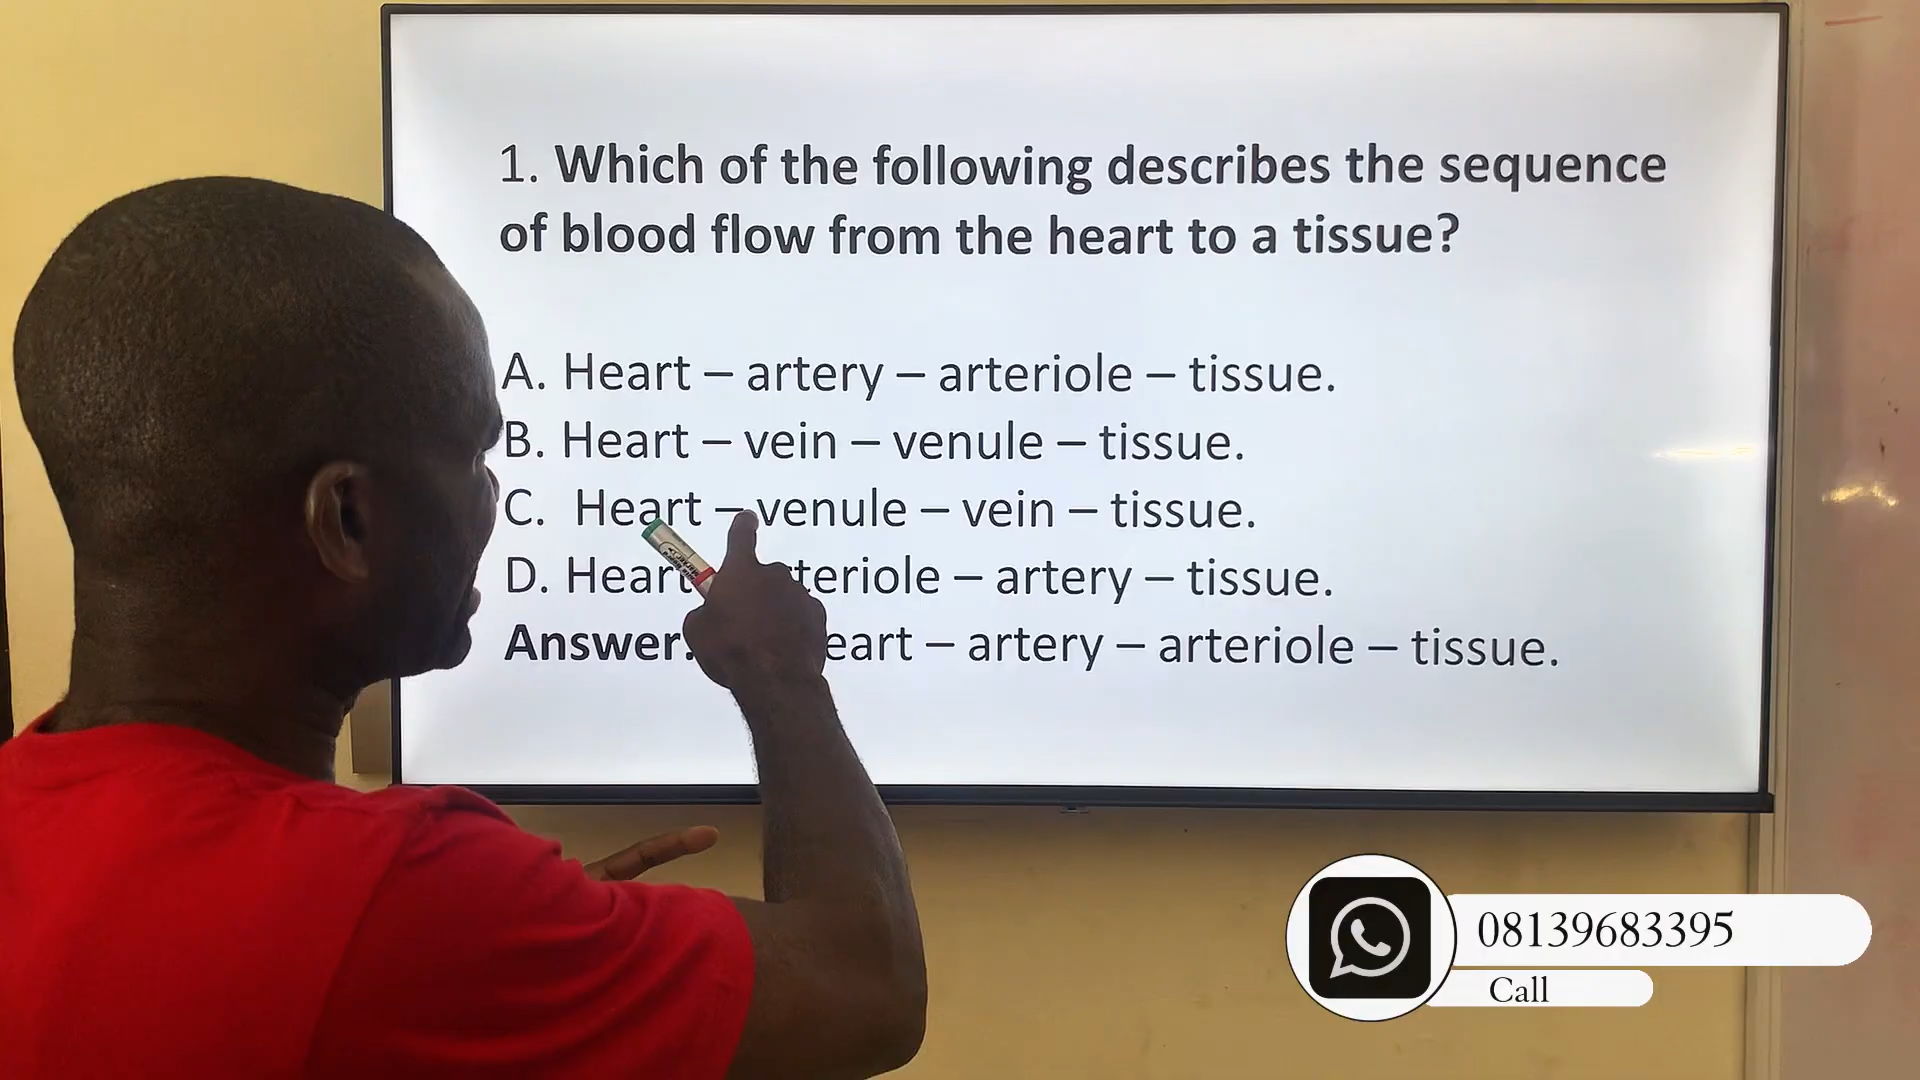 1. Which of the following describes the sequence
of blood flow from the heart to a tissue?
A. Heart – artery – arteriole – tissue.
B. Heart – vein – venule – tissue.
C. Heart – venule – vein – tissue.
D. Heart teriole – artery – tissue.
Answer: eart – artery – arteriole – tissue.
08139683395
Call